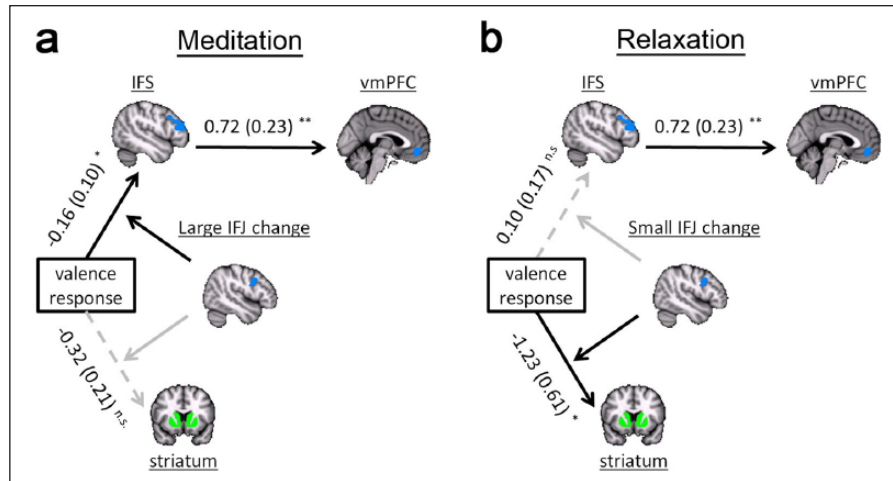 a
Meditation
IFS
vmPFC
0.72 (0.23) **
-0.16 (0.10) *
Large IFJ change
valence
response
-0.32 (0.21) n.s.
striatum
b
Relaxation
IFS
vmPFC
0.72 (0.23) **
0.10 (0.17) n.s
Small IFJ change
valence
response
-1.23 (0.61) *
striatum